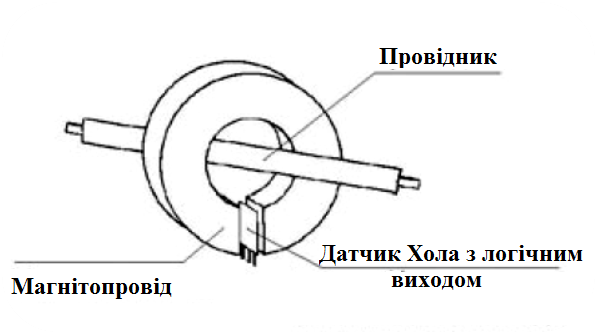 Провідник
Датчик Хола з логічним
виходом
Магнітопровід